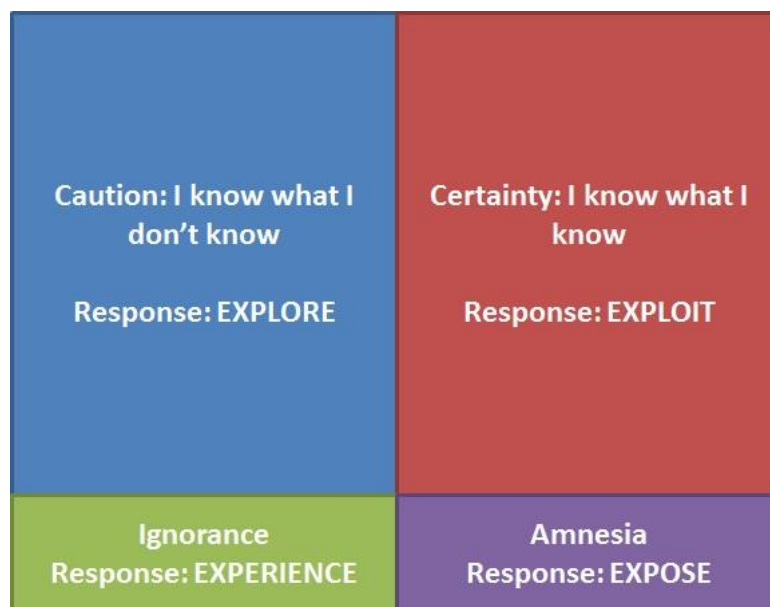 Caution: I know what I
don’t know
Response: EXPLORE
Certainty: I know what I
know
Response: EXPLOIT
Ignorance
Response: EXPERIENCE
Amnesia
Response: EXPOSE